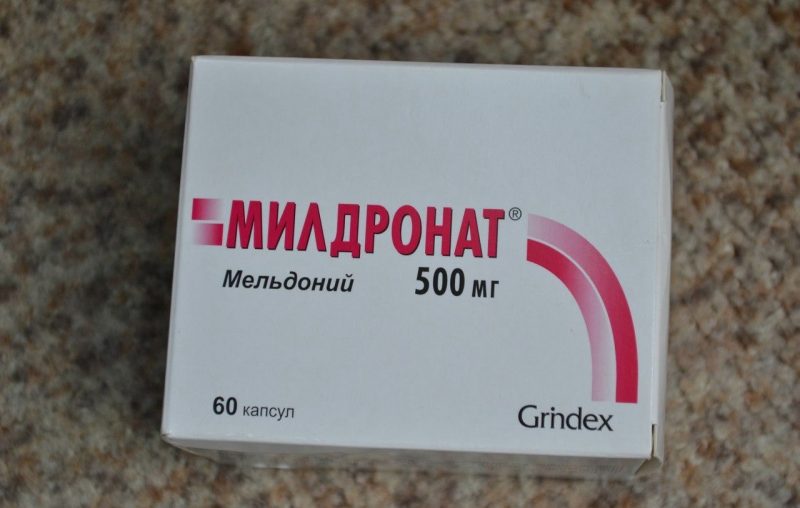 МИЛДРОНАТ®
Мельдоний 500 мг
60 капсул
Grindex